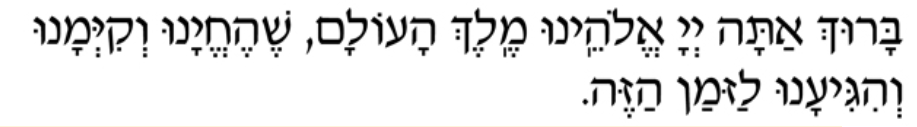 בָּרוּךְ אַתָּה יְיָ אֱלֹהֵֽינוּ מֶֽלֶךְ הָעוֹלָם, שֶׁהֶחֱיָנוּ וְקִיְּמָנוּ
וְהִגִּיעָנוּ לַזְּמַן הַזֶּה.